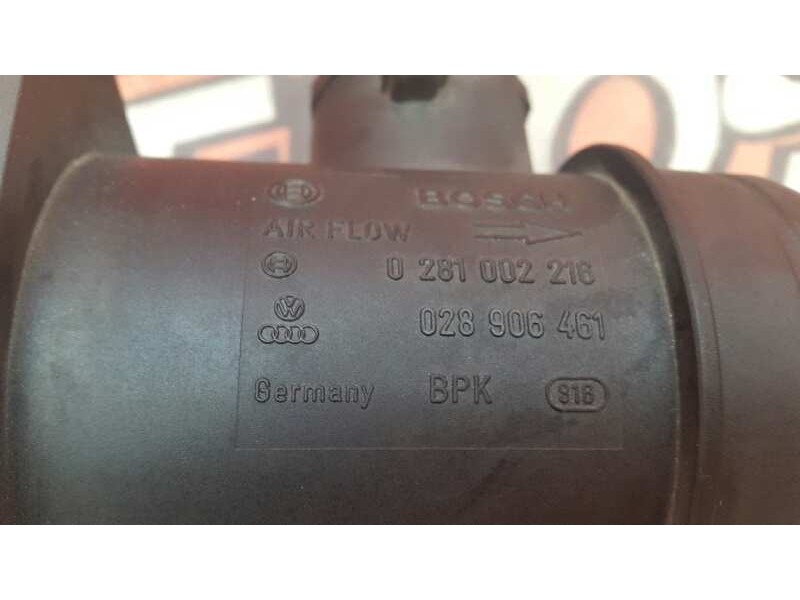 BOSCH
AIR FLOW
0 281 002 216
028 906 461
Germany BPK 916